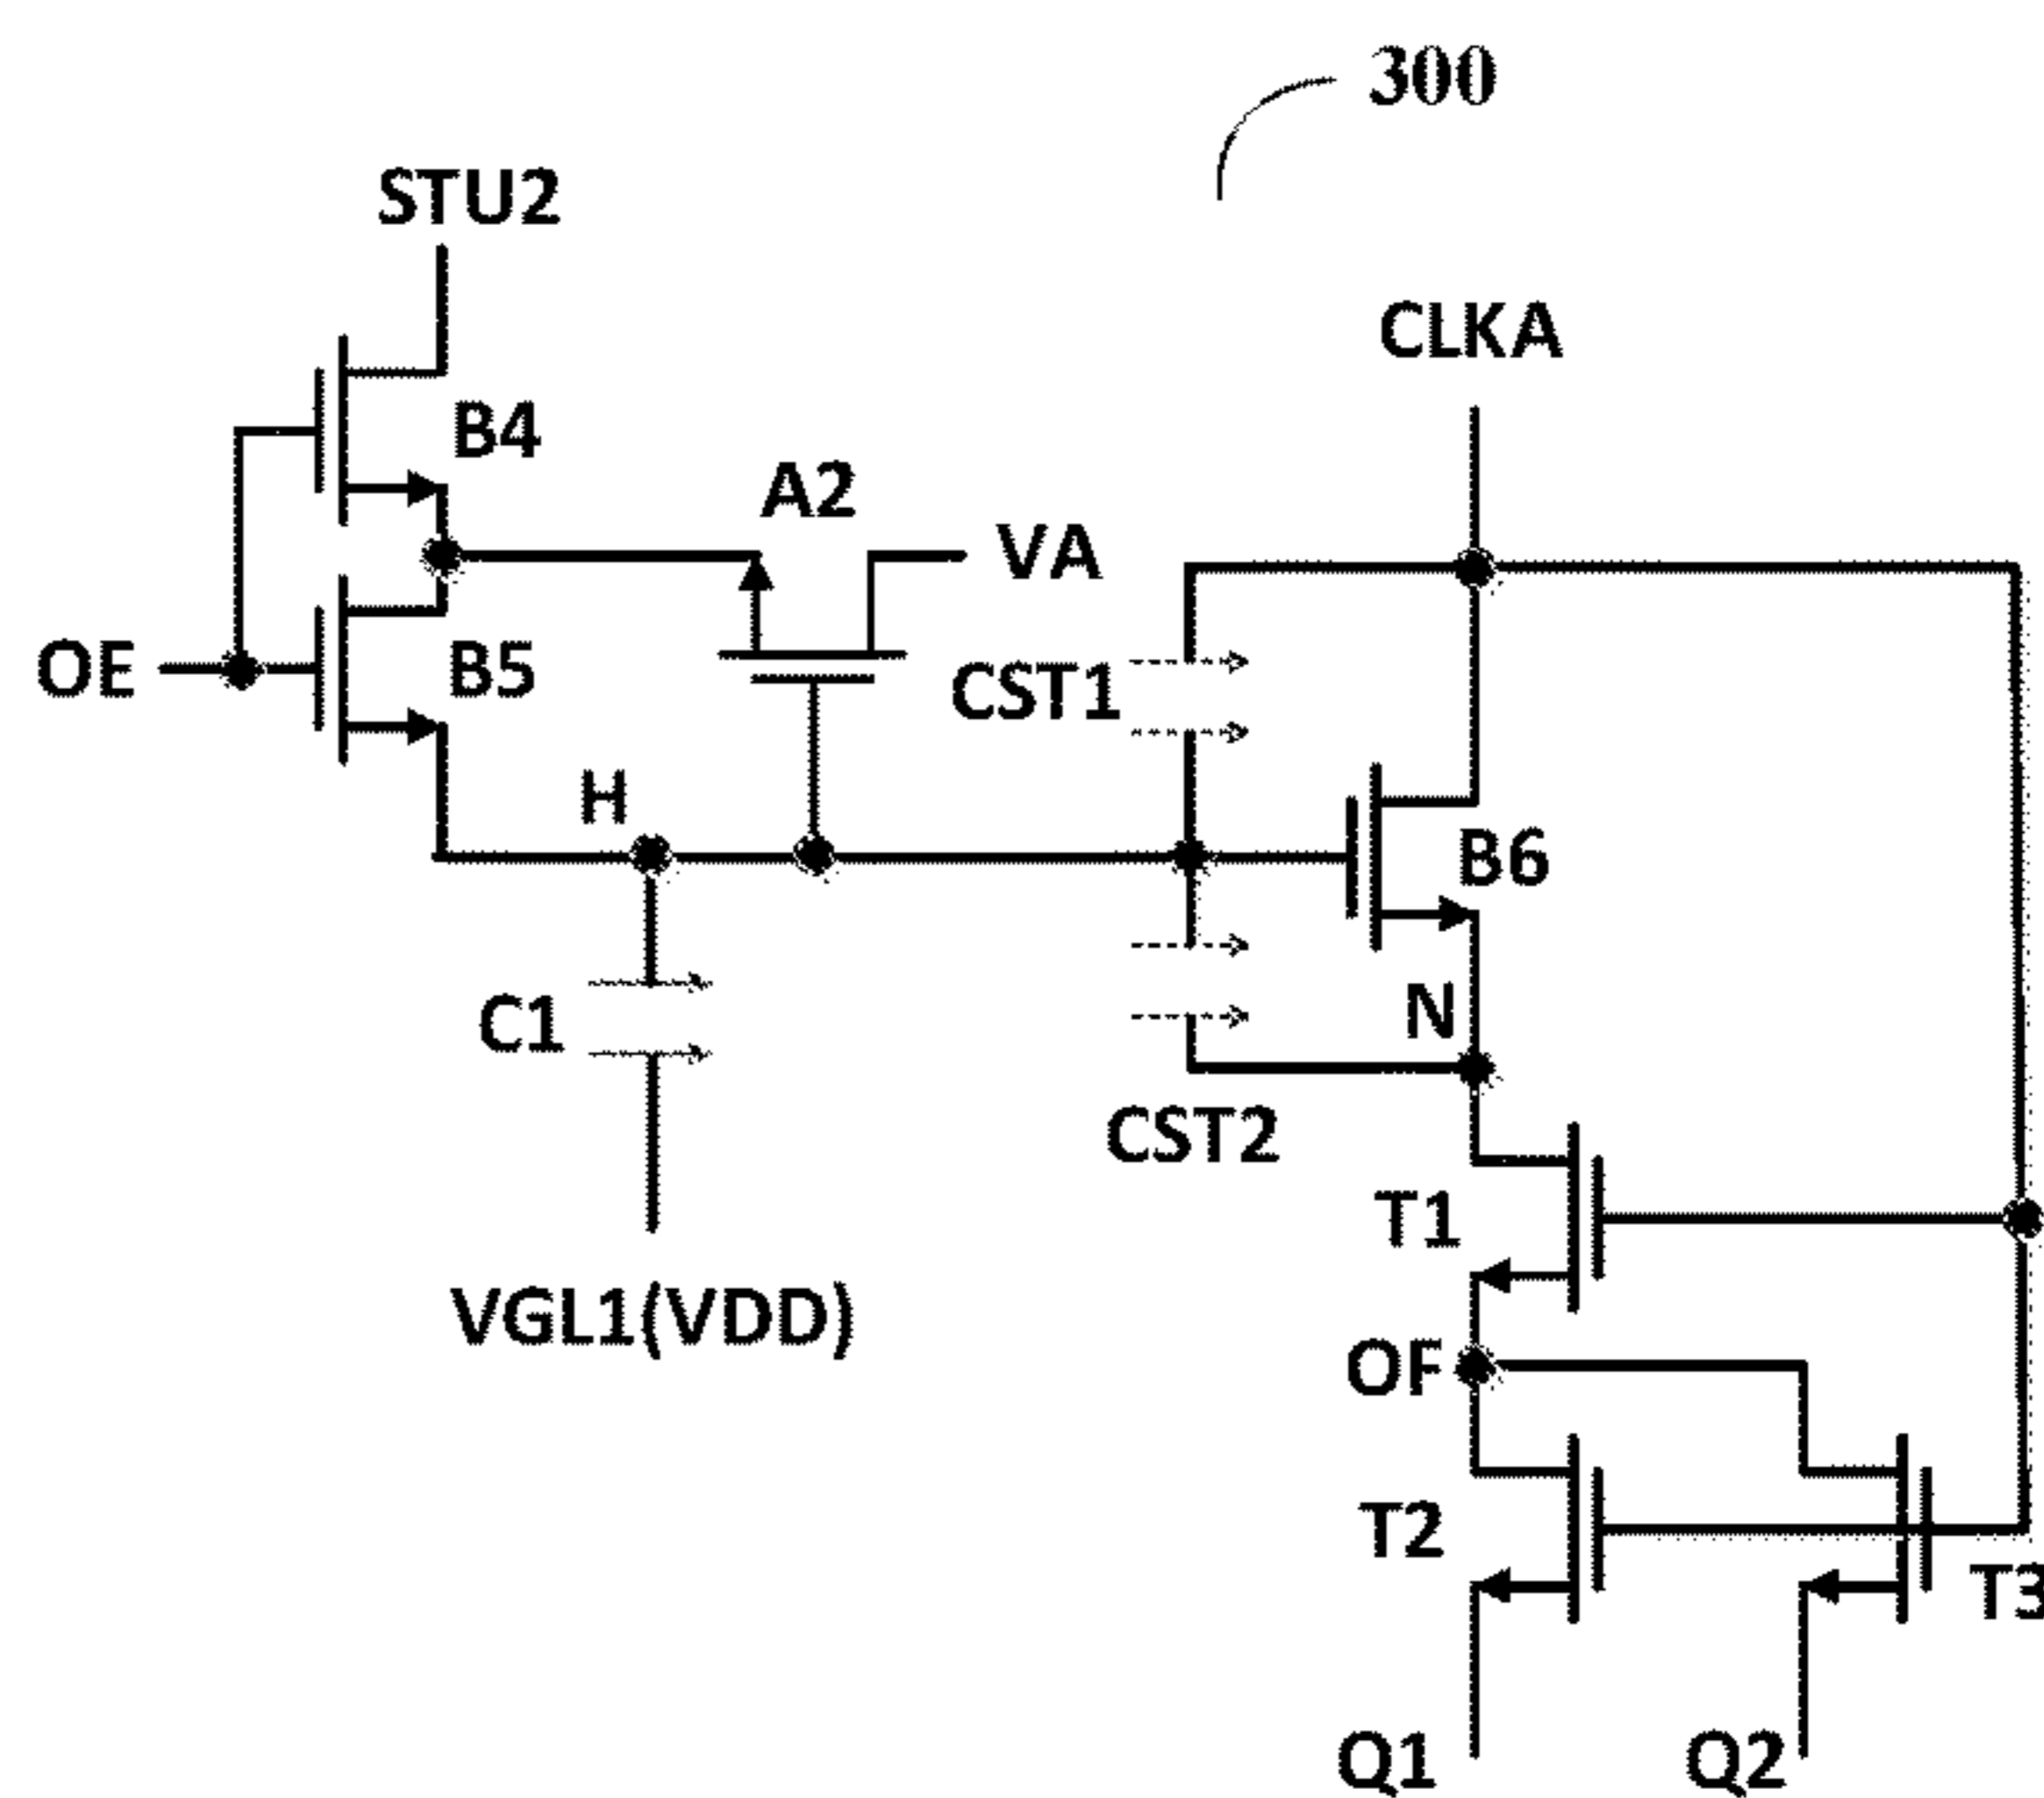 300
STU2
CLKA
B4
A2
VA
OE
B5
CST1
H
B6
C1
N
CST2
T1
VGL1(VDD)
OF
T2
T3
Q1
Q2